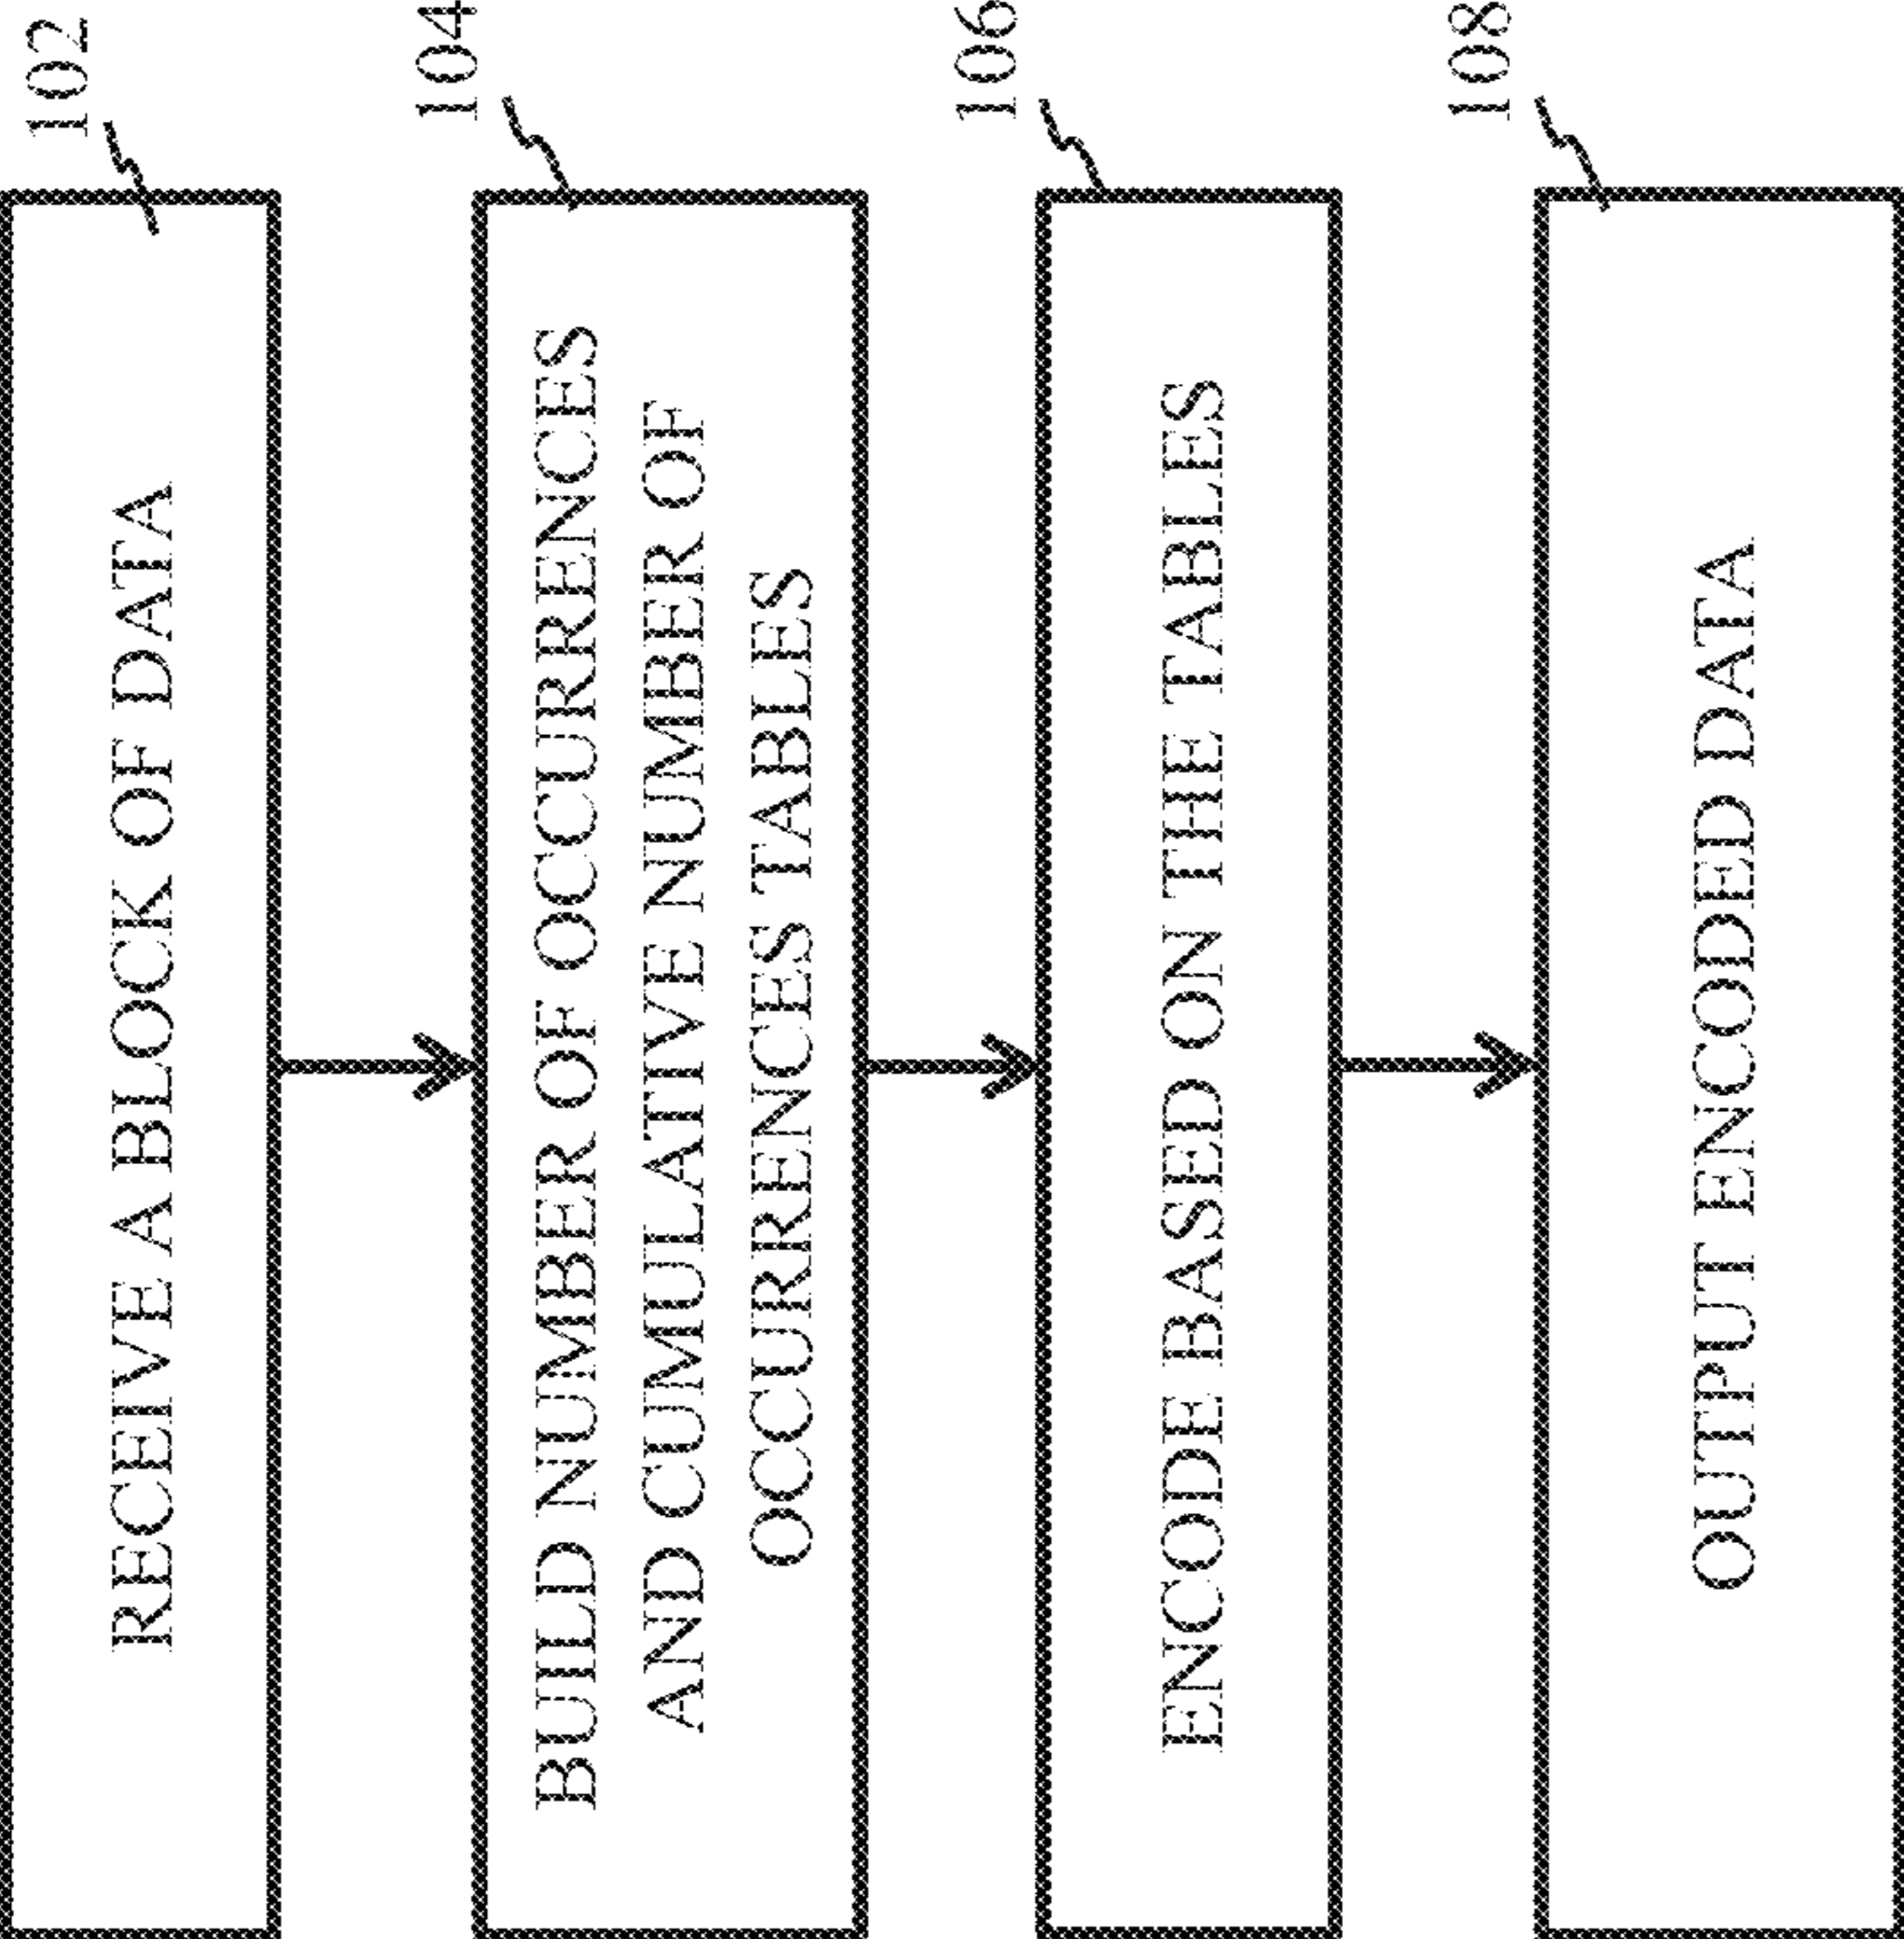 102
RECEIVE A BLOCK OF DATA
104
BUILD NUMBER OF OCCURRENCES
AND CUMULATIVE NUMBER OF
OCCURRENCES TABLES
106
ENCODE BASED ON THE TABLES
108
OUTPUT ENCODED DATA